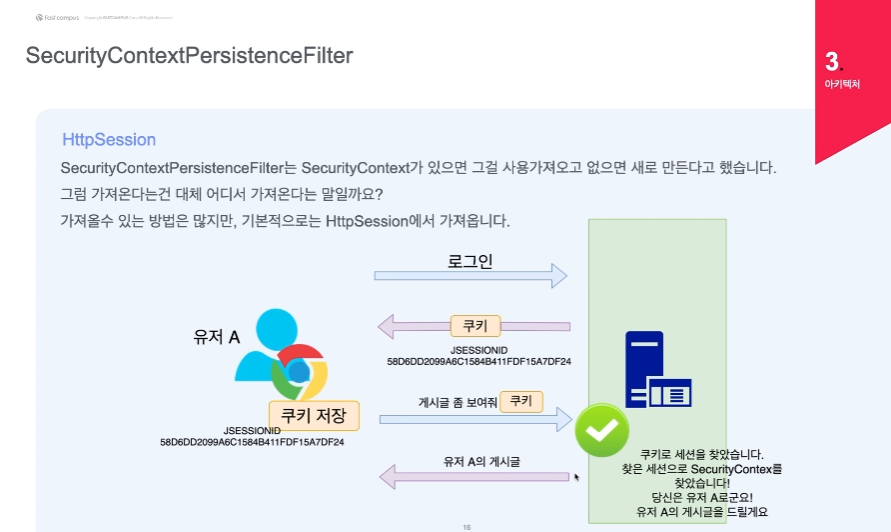 Fastcampus Copyright FASTCAMPUS Corp. All Rights Reserved
SecurityContextPersistenceFilter
3.
아키텍처
HttpSession
SecurityContextPersistenceFilter는 SecurityContext가 있으면 그걸 사용가져오고 없으면 새로 만든다고 했습니다.
그럼 가져온다는건 대체 어디서 가져온다는 말일까요?
가져올수 있는 방법은 많지만, 기본적으로는 HttpSession에서 가져옵니다.
로그인
쿠키
JSESSIONID
58D6DD2099A6C1584B411FDF15A7DF24
유저 A
쿠키 저장
JSESSIONID
58D6DD2099A6C1584B411FDF15A7DF24
게시글 좀 보여줘 쿠키
유저 A의 게시글
쿠키로 세션을 찾았습니다.
찾은 세션으로 SecurityContex를
찾았습니다!
당신은 유저 A로군요!
유저 A의 게시글을 드릴게요
16